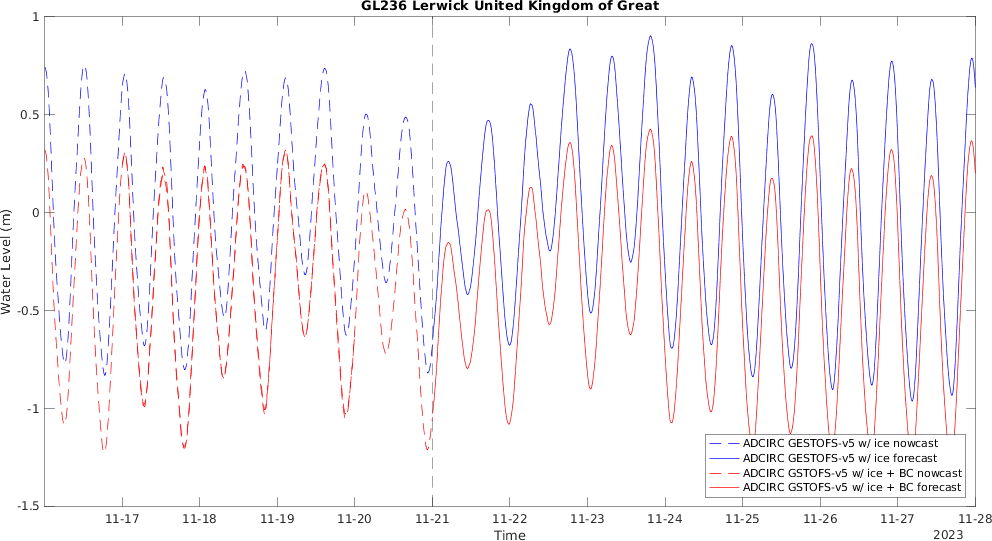 GL236 Lerwick United Kingdom of Great
1
0.5
0
-0.5
-1
-1.5
Water Level (m)
ADCIRC GESTOFS-v5 w/ ice nowcast
ADCIRC GESTOFS-v5 w/ ice forecast
ADCIRC GSTOFS-v5 w/ ice + BC nowcast
ADCIRC GSTOFS-v5 w/ ice + BC forecast
11-17 11-18 11-19 11-20 11-21 11-22 11-23 11-24 11-25 11-26 11-27 11-28
Time
2023